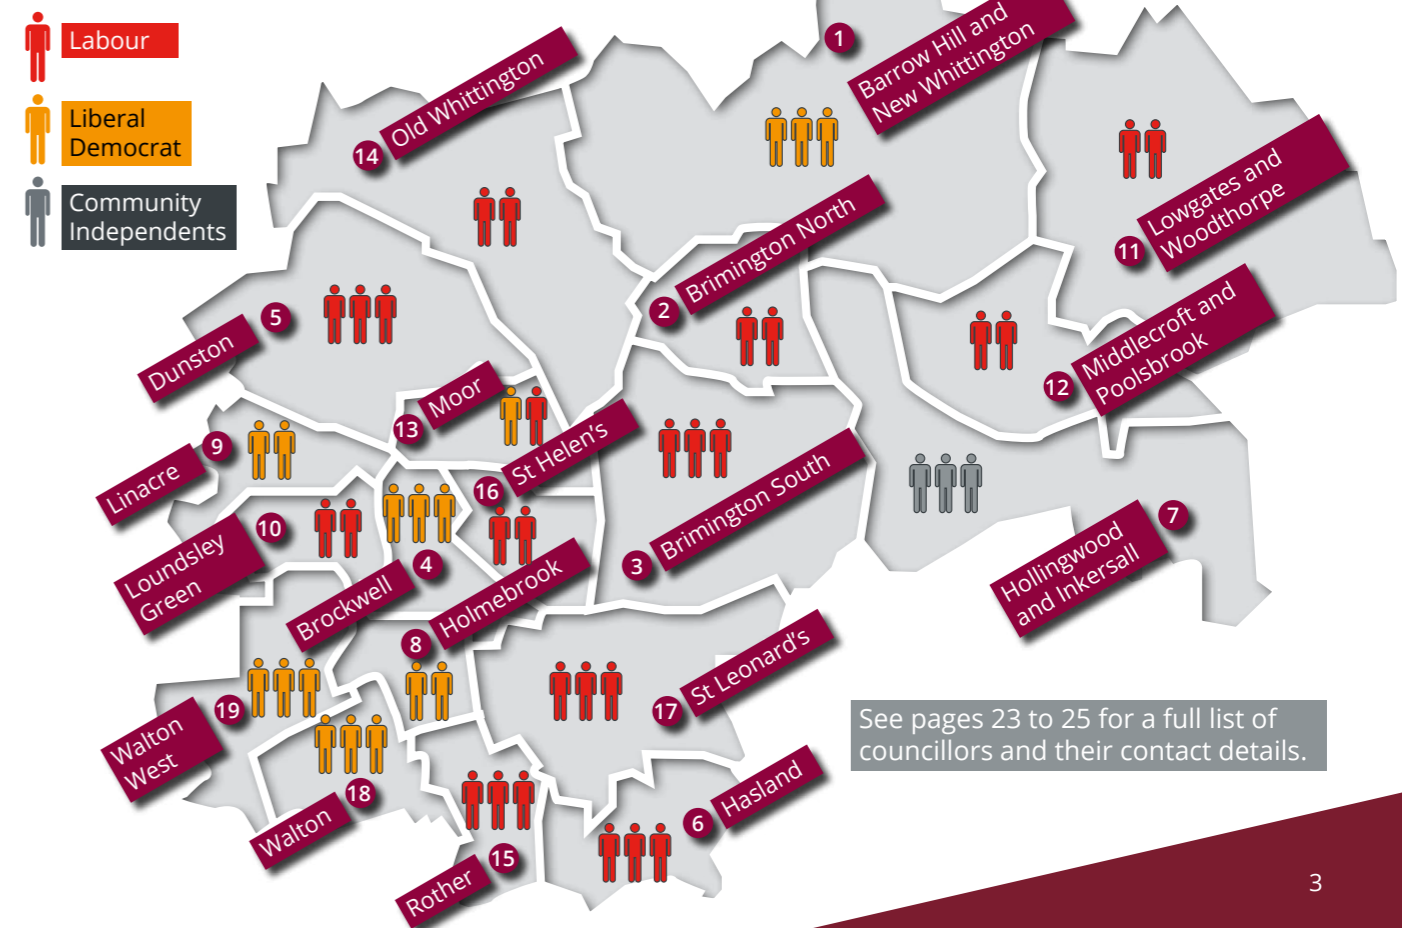 Labour
Liberal
Democrat
Community
Independents
1
Barrow Hill and
New Whittington
14
Old Whittington
11
Lowgates and
Woodthorpe
2
Brimington North
5
Dunston
12
Middlecroft and
Poolsbrook
13
Moor
9
Linacre
16
St Helen's
10
Loundsley
Green
4
Brockwell
3
Brimington South
7
Hollingwood
and Inkersall
8
Holmebrook
19
Walton
West
17
St Leonard's
18
Walton
6
Hasland
15
Rother
See pages 23 to 25 for a full list of
councillors and their contact details.
3